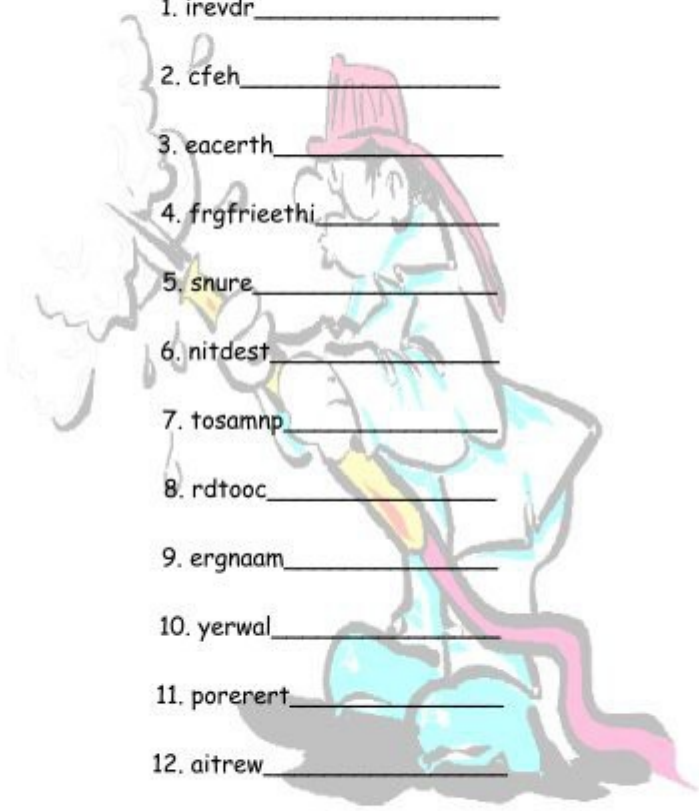 1. irevdr
2. cfeh
3. eacerth
4. frgfrieethi
5. snure
6. nitdest
7. tosamnp
8. rdtooc
9. ergnaam
10. yerwal
11. porerert
12. aitrew